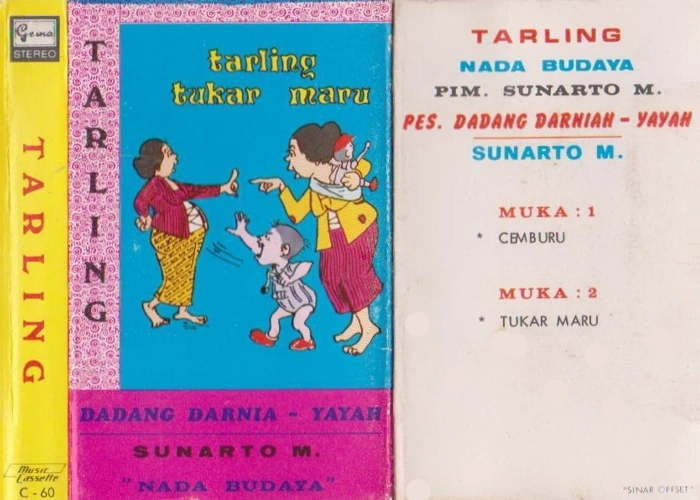 Gema
STEREO
TARLING
Music
Cassette
C - 60
TARLING
tarling
tukar maru
DADANG DARNIA - YAYAH
SUNARTO M.
"NADA BUDAYA"
TARLING
NADA BUDAYA
PIM. SUNARTO M.
PES. DADANG DARNIAH - YAYAH
SUNARTO M.
MUKA : 1
* CEMBURU
MUKA : 2
* TUKAR MARU
"SINAR OFFSET"